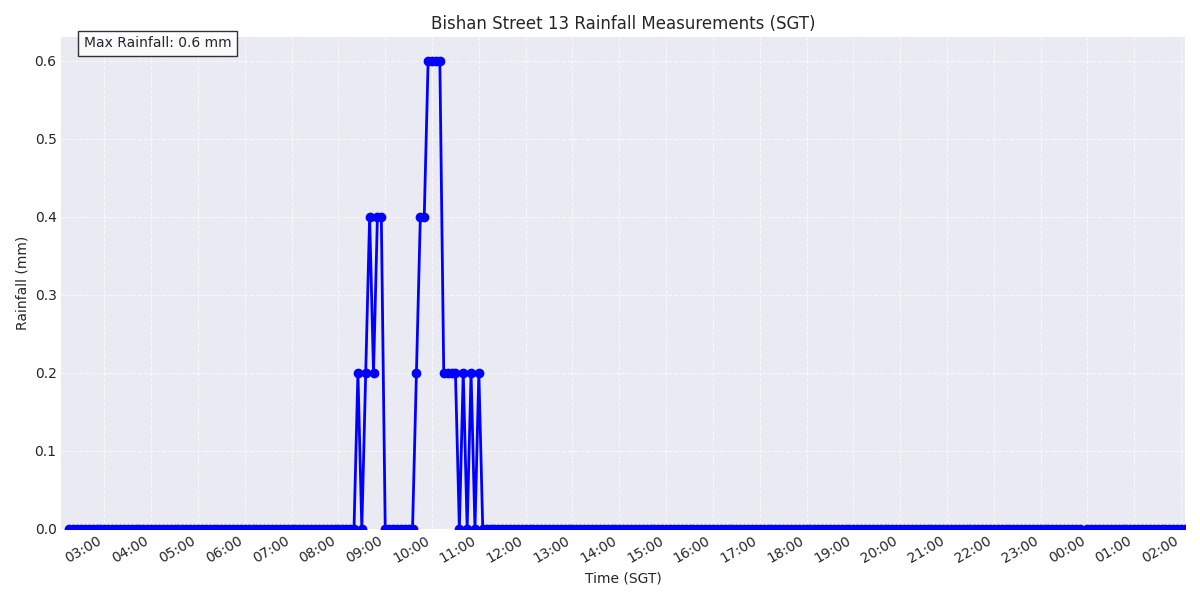 Bishan Street 13 Rainfall Measurements (SGT)
Max Rainfall: 0.6 mm
0.6
0.5
0.4
0.3
0.2
0.1
0.0
Rainfall (mm)
03:00 04:00 05:00 06:00 07:00 08:00 09:00 10:00 11:00 12:00 13:00 14:00 15:00 16:00 17:00 18:00 19:00 20:00 21:00 22:00 23:00 00:00 01:00 02:00
Time (SGT)